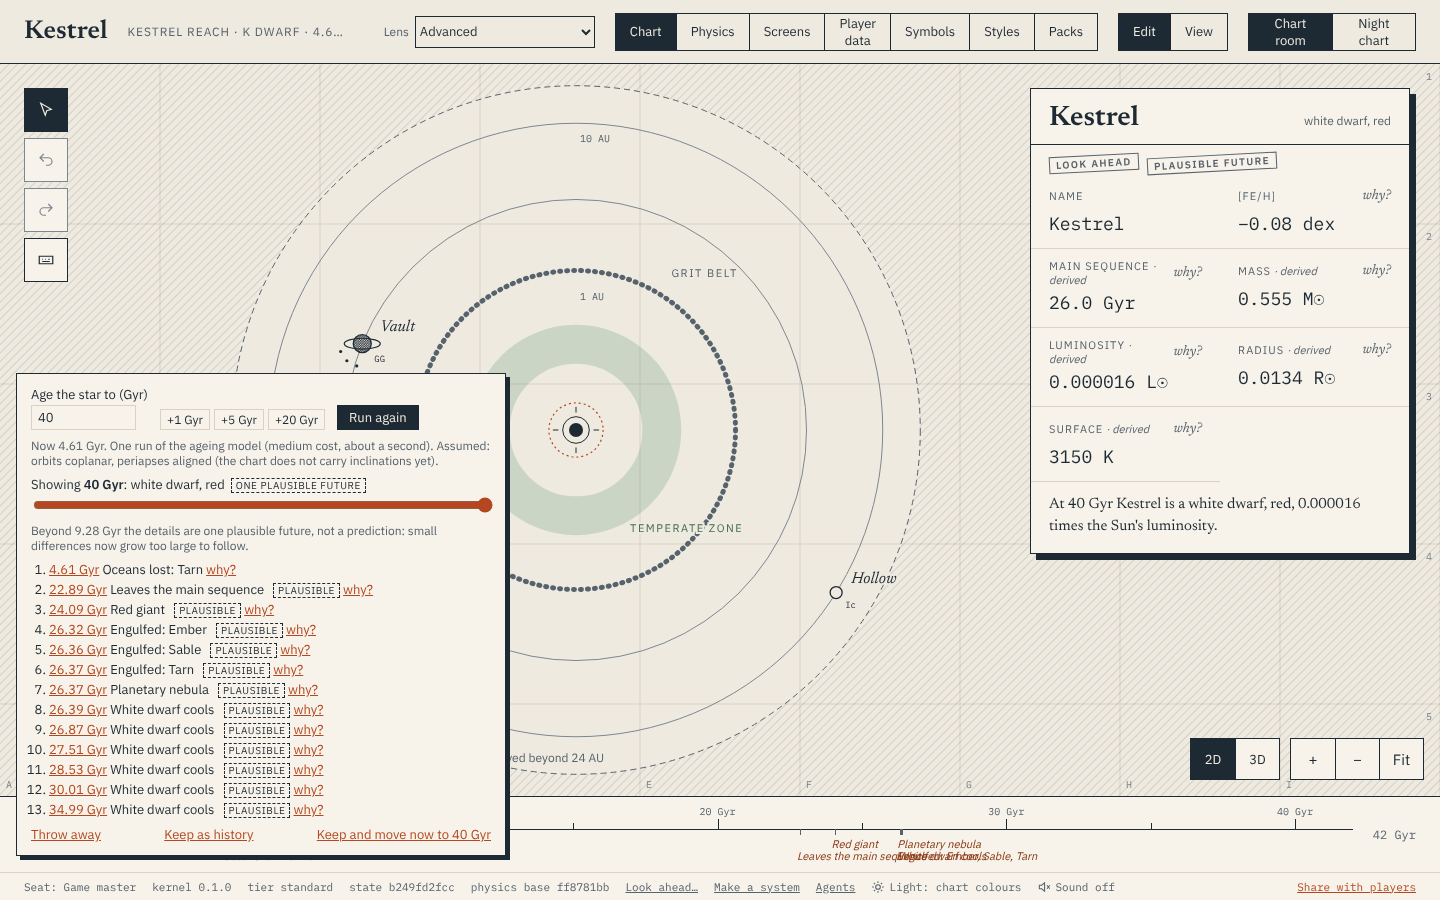 Kestrel
KESTREL REACH · K DWARF · 4.6…
Lens
Advanced
Chart
Physics
Screens
Player data
Symbols
Styles
Packs
Edit
View
Chart room
Night chart
1
2
3
4
5
10 AU
GRIT BELT
1 AU
Vault
GG
TEMPERATE ZONE
Hollow
Ic
beyond 24 AU
A
E
F
G
H
I
Kestrel
white dwarf, red
LOOK AHEAD
PLAUSIBLE FUTURE
NAME
Kestrel
[FE/H]
why?
−0.08 dex
MAIN SEQUENCE · derived
why?
26.0 Gyr
MASS · derived
why?
0.555 M☉
LUMINOSITY · derived
why?
0.000016 L☉
RADIUS · derived
why?
0.0134 R☉
SURFACE · derived
why?
3150 K
At 40 Gyr Kestrel is a white dwarf, red, 0.000016
times the Sun's luminosity.
Age the star to (Gyr)
40
+1 Gyr
+5 Gyr
+20 Gyr
Run again
Now 4.61 Gyr. One run of the ageing model (medium cost, about a second). Assumed:
orbits coplanar, periapses aligned (the chart does not carry inclinations yet).
Showing 40 Gyr: white dwarf, red ONE PLAUSIBLE FUTURE
Beyond 9.28 Gyr the details are one plausible future, not a prediction: small
differences now grow too large to follow.
1. 4.61 Gyr Oceans lost: Tarn why?
2. 22.89 Gyr Leaves the main sequence PLAUSIBLE why?
3. 24.09 Gyr Red giant PLAUSIBLE why?
4. 26.32 Gyr Engulfed: Ember PLAUSIBLE why?
5. 26.36 Gyr Engulfed: Sable PLAUSIBLE why?
6. 26.37 Gyr Engulfed: Tarn PLAUSIBLE why?
7. 26.37 Gyr Planetary nebula PLAUSIBLE why?
8. 26.39 Gyr White dwarf cools PLAUSIBLE why?
9. 26.87 Gyr White dwarf cools PLAUSIBLE why?
10. 27.51 Gyr White dwarf cools PLAUSIBLE why?
11. 28.53 Gyr White dwarf cools PLAUSIBLE why?
12. 30.01 Gyr White dwarf cools PLAUSIBLE why?
13. 34.99 Gyr White dwarf cools PLAUSIBLE why?
Throw away
Keep as history
Keep and move now to 40 Gyr
2D
3D
+
−
Fit
20 Gyr
30 Gyr
40 Gyr
42 Gyr
Red giant
Planetary nebula
Leaves the main
Sable, Tarn
Seat: Game master
kernel 0.1.0
tier standard
state b249fd2fcc
physics base ff8781bb
Look ahead…
Make a system
Agents
Light: chart colours
Sound off
Share with players